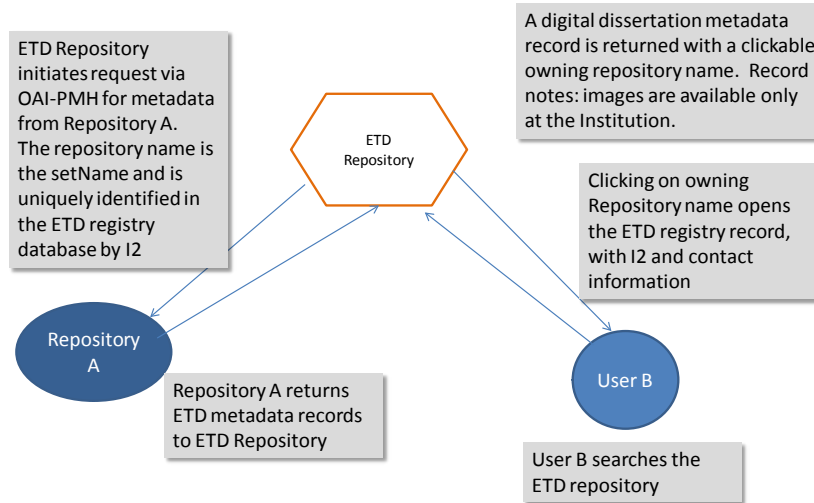 ETD Repository
initiates request via
OAI-PMH for metadata
from Repository A.
The repository name is
the setName and is
uniquely identified in
the ETD registry
database by I2
A digital dissertation metadata
record is returned with a clickable
owning repository name.  Record
notes: images are available only
at the Institution.
ETD
Repository
Clicking on owning
Repository name opens
the ETD registry record,
with I2 and contact
information
Repository
A
User B
Repository A returns
ETD metadata records
to ETD Repository
User B searches the
ETD repository